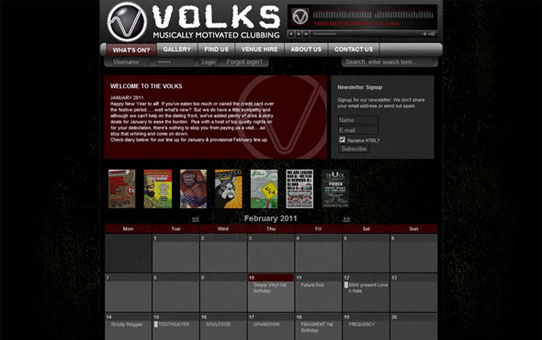 VOLKS
MUSICALLY MOTIVATED CLUBBING
WHAT'S ON?
GALLERY
FIND US
VENUE HIRE
ABOUT US
CONTACT US
Username
Login
Forgot login?
Search, enter search term...
WELCOME TO THE VOLKS
JANUARY 2011
Happy New Year to all! If you've eaten too much or caned the credit card over
the festive period.....well what's new? But we do have a little sympathy and
although we can't help on the dieting front, we've added plenty of drink & entry
deals for January to ease the burden. Plus with a host of top quality nights on
for your delectation, there's nothing to stop you from paying us a visit.....so
stop that whining and come on down.
Check diary below for our line up for January & provisional February line up
Newsletter Signup
Signup for our newsletter. We don't share
your email address or send out spam.
Name
E-mail
Receive HTML?
Subscribe
<< February 2011 >>
Mon Tue Wed Thu Fri Sat Sun
1 2 3 4 5 6
7 8 9 10 11 12 13
Simply Vinyl 1st
Birthday
Future Dub
BNW present Love
n Hate
14 15 16 17 18 19 20
Strictly Reggae
TOOTHSAYER
SOULFOOD
UPANDOWN
FRAGMENT 1st
Birthday
FREQUENCY